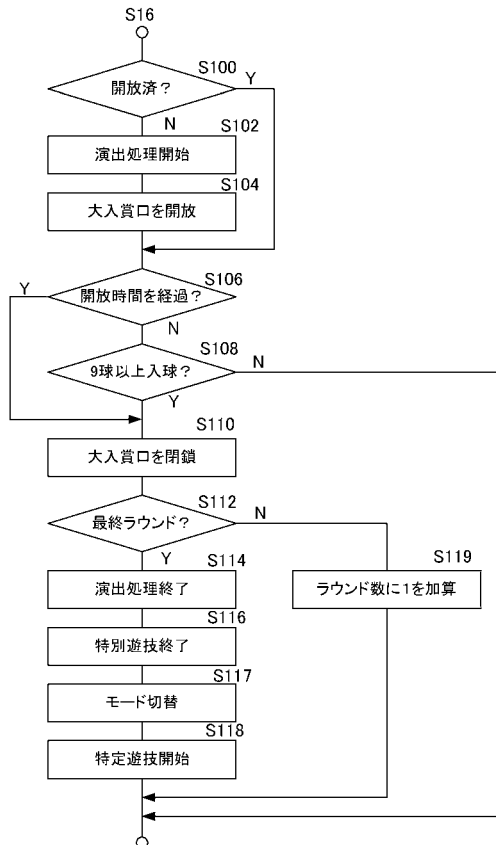 S16
S100
開放済？
Y
N
S102
演出処理開始
S104
大入賞口を開放
S106
Y
開放時間を経過？
N
S108
9球以上入球？
N
Y
S110
大入賞口を閉鎖
S112
最終ラウンド？
N
Y
S114
演出処理終了
S119
ラウンド数に1を加算
S116
特別遊技終了
S117
モード切替
S118
特定遊技開始